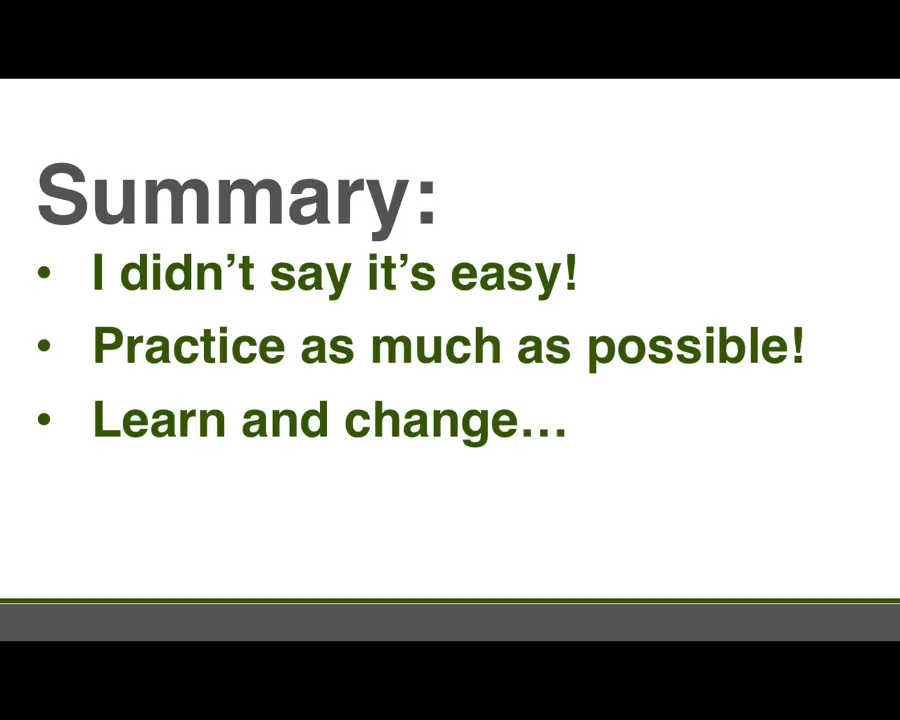 Summary:
• I didn’t say it’s easy!
• Practice as much as possible!
• Learn and change…